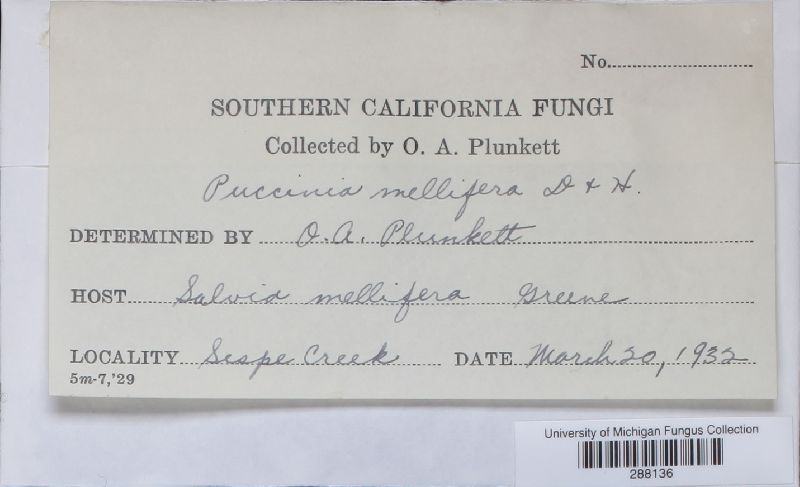 No.
SOUTHERN CALIFORNIA FUNGI
Collected by O. A. Plunkett
Puccinia mellifera D & H.
DETERMINED BY O.A. Plunkett
HOST Salvia mellifera Greene
LOCALITY Sespe Creek DATE March 20, 1932
5m-7,'29
University of Michigan Fungus Collection
288136